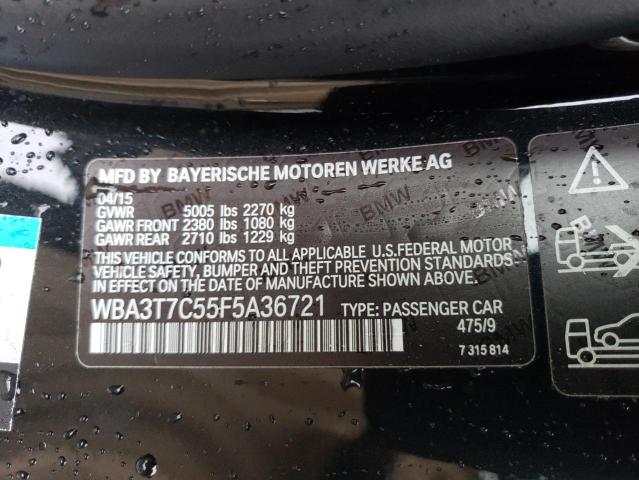 MFD BY BAYERISCHE MOTOREN WERKE AG
04/15
GVWR 5005 lbs 2270 kg
GAWR FRONT 2380 lbs 1080 kg
GAWR REAR 2710 lbs 1229 kg
THIS VEHICLE CONFORMS TO ALL APPLICABLE U.S.FEDERAL MOTOR
VEHICLE SAFETY, BUMPER AND THEFT PREVENTION STANDARDS
IN EFFECT ON THE DATE OF MANUFACTURE SHOWN ABOVE.
WBA3T7C55F5A36721 TYPE: PASSENGER CAR
475/9
7 315 814